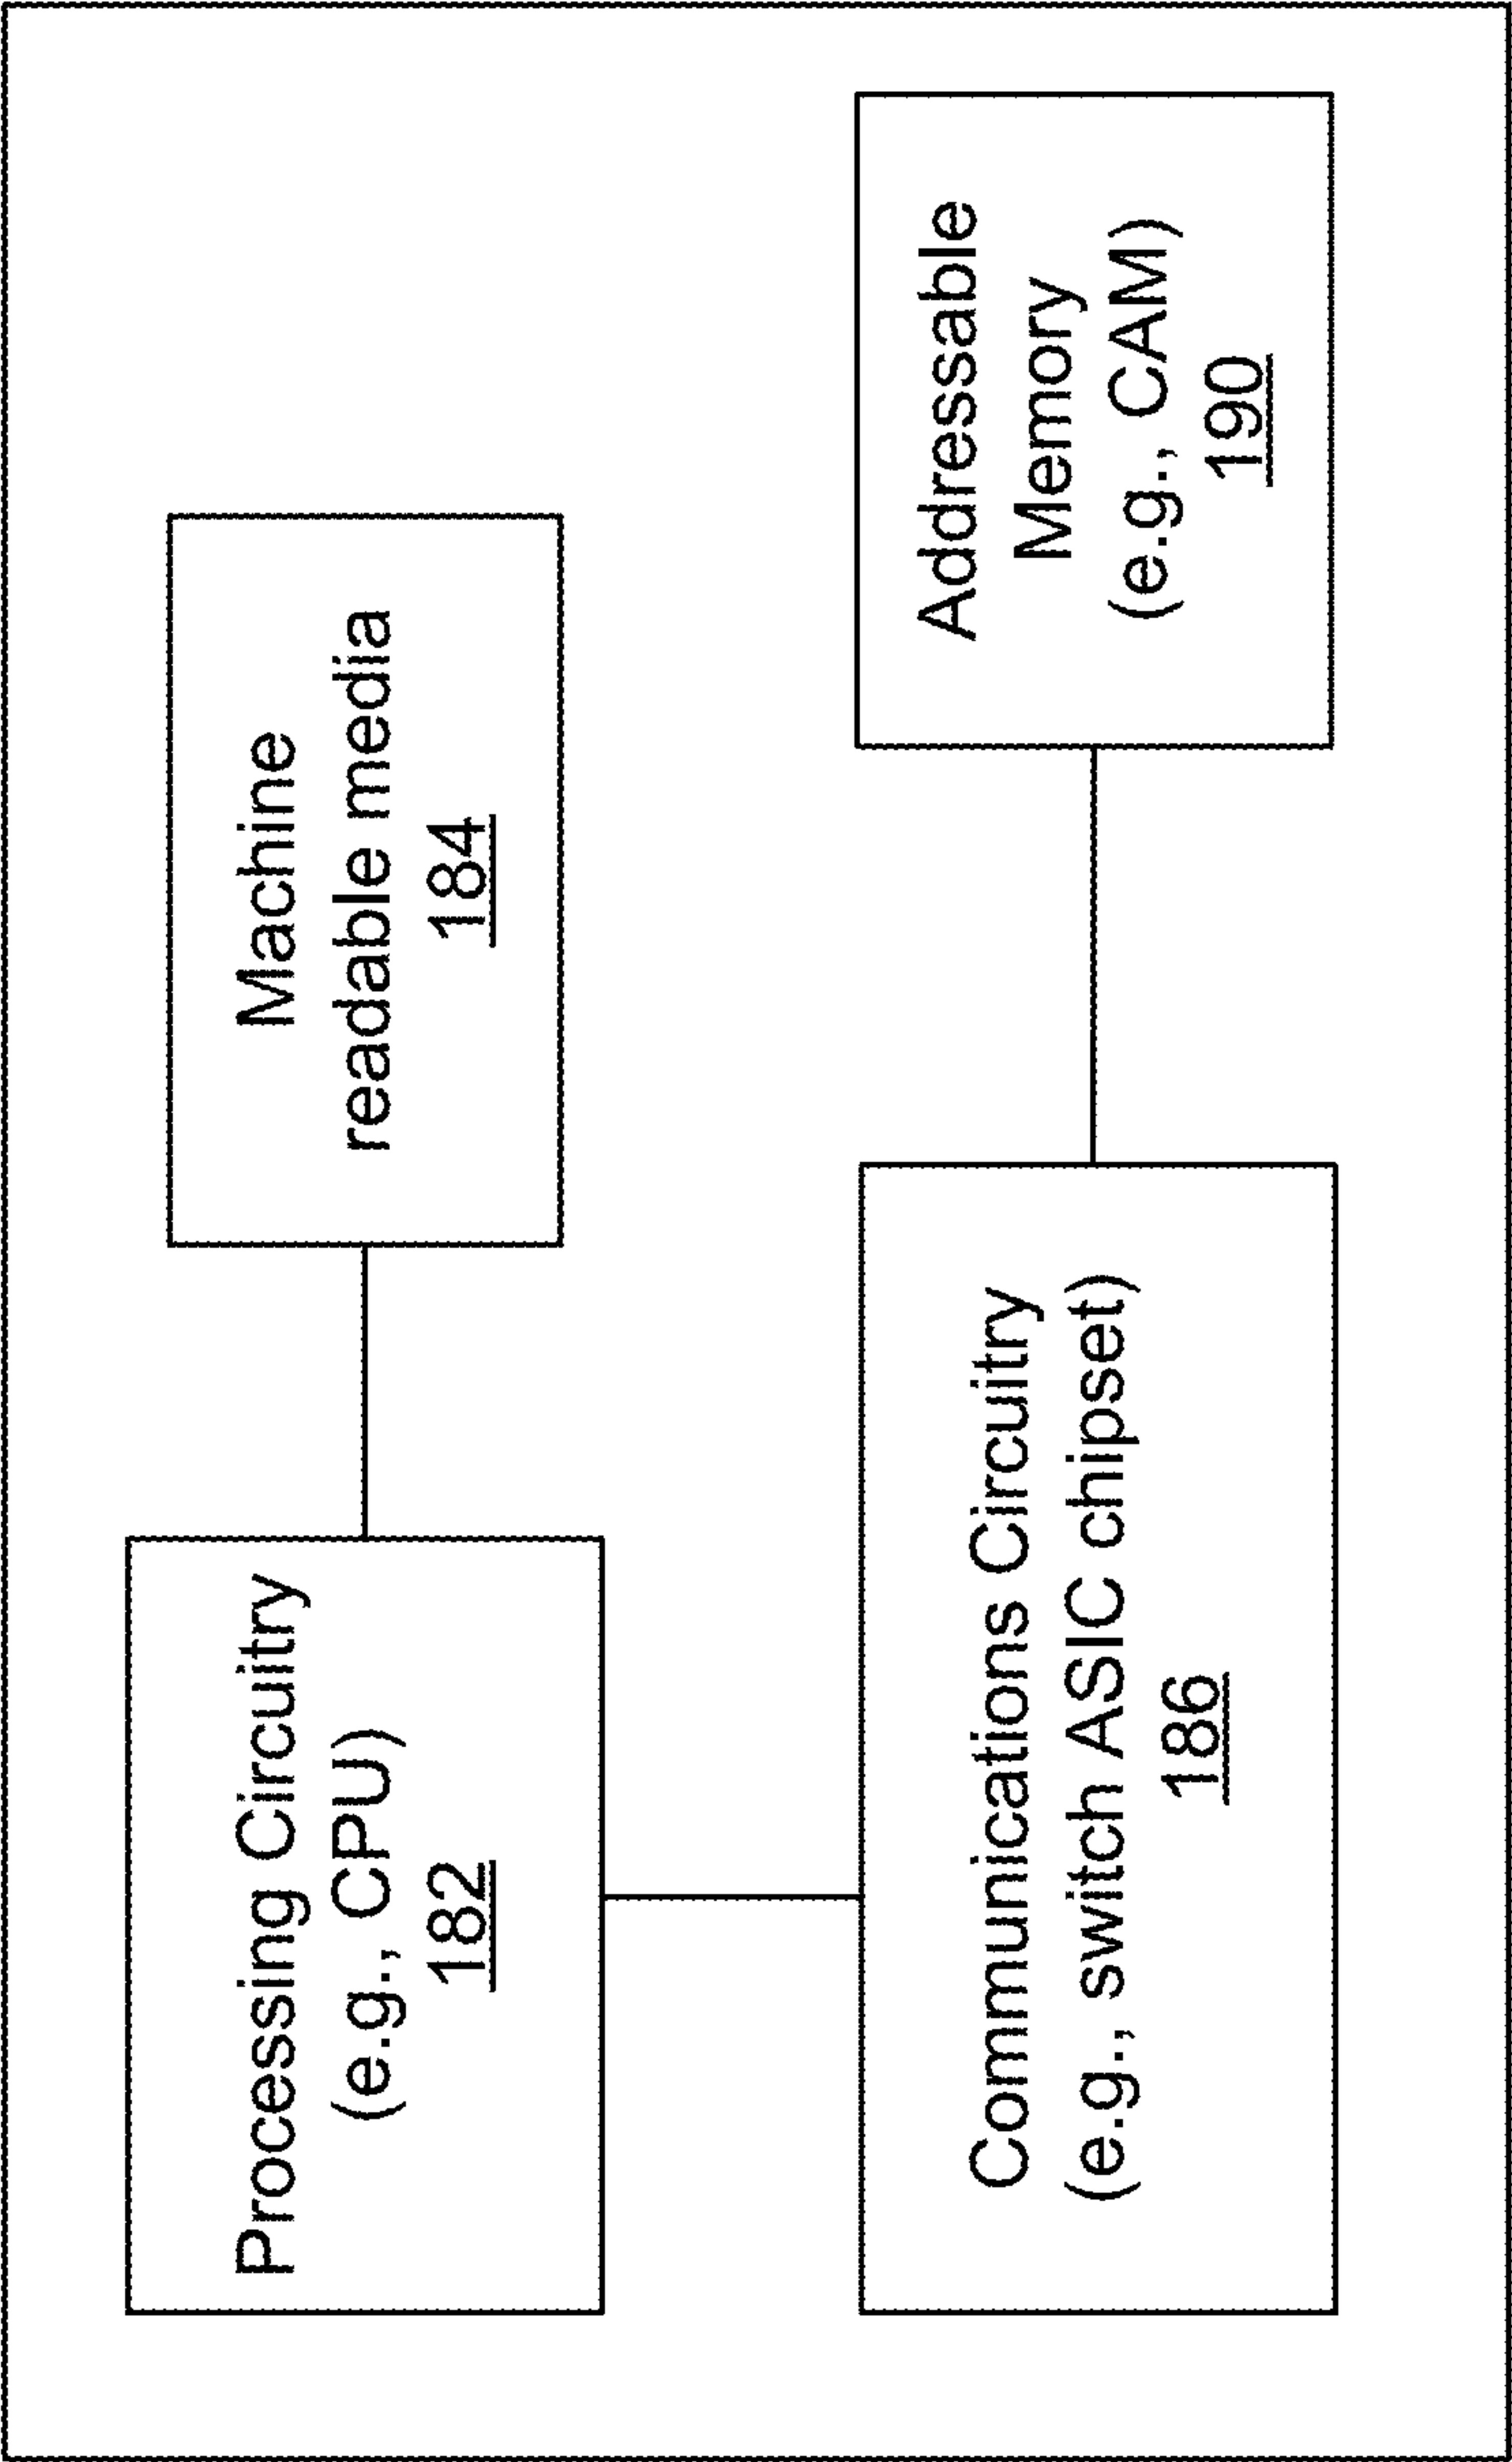 Processing Circuitry
(e.g., CPU)
182
Machine
readable media
184
Communications Circuitry
(e.g., switch ASIC chipset)
186
Addressable
Memory
(e.g., CAM)
190